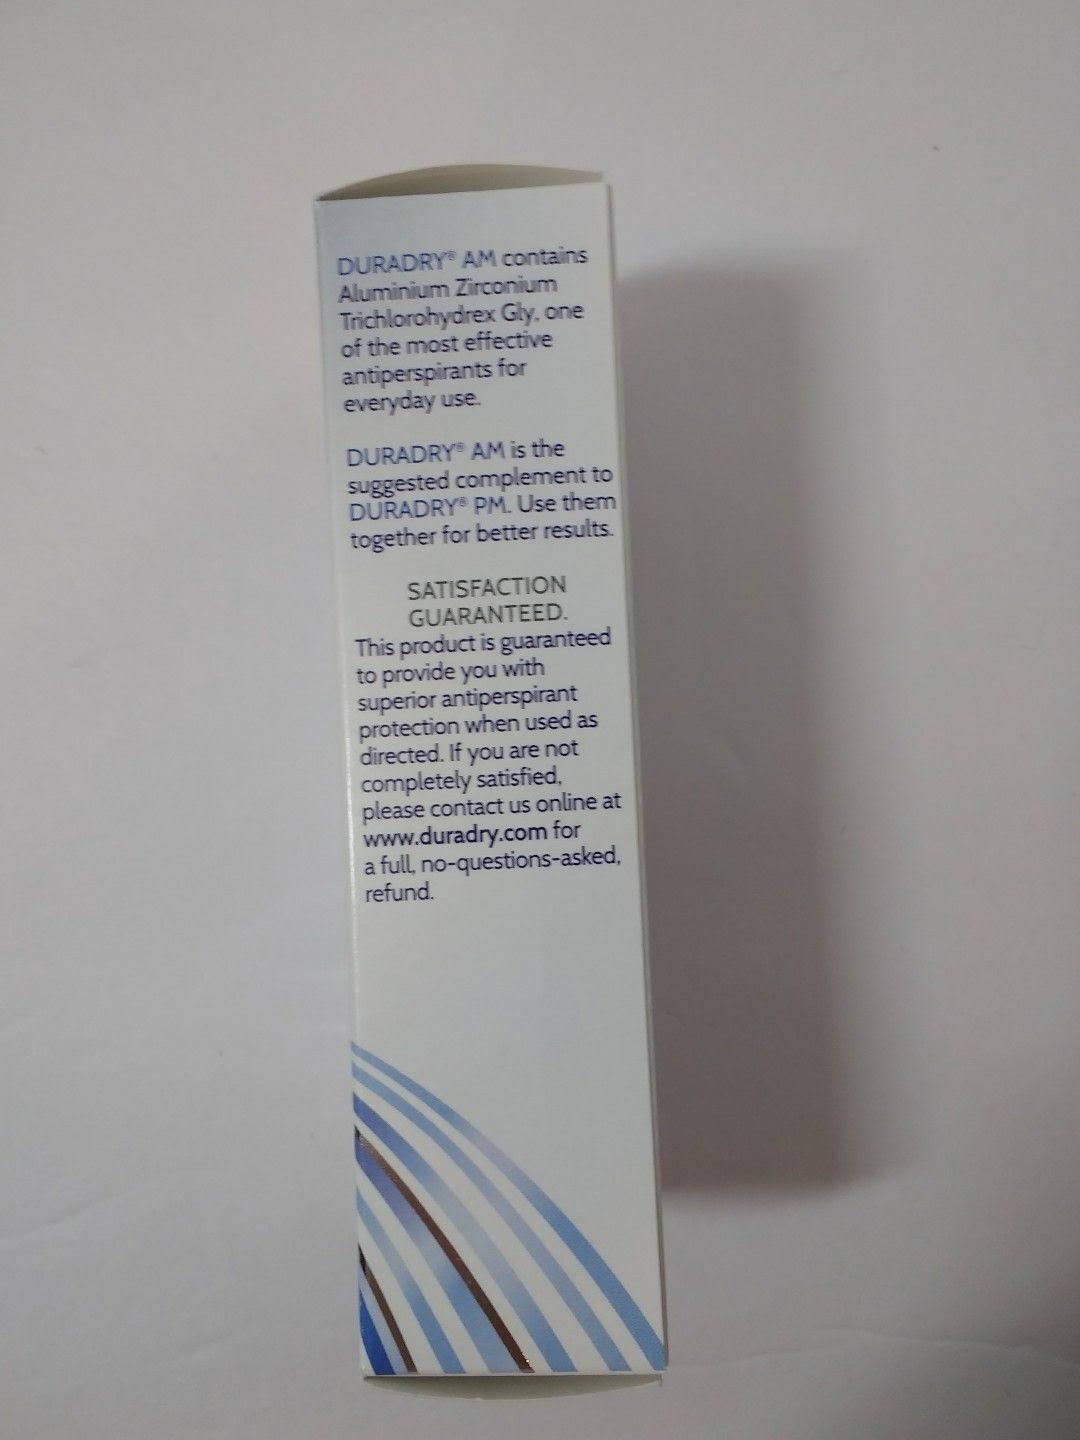 DURADRY® AM contains
Aluminium Zirconium
Trichlorohydrex Gly, one
of the most effective
antiperspirants for
everyday use.
DURADRY® AM is the
suggested complement to
DURADRY® PM. Use them
together for better results.
SATISFACTION
GUARANTEED.
This product is guaranteed
to provide you with
superior antiperspirant
protection when used as
directed. If you are not
completely satisfied,
please contact us online at
www.duradry.com for
a full, no-questions-asked,
refund.